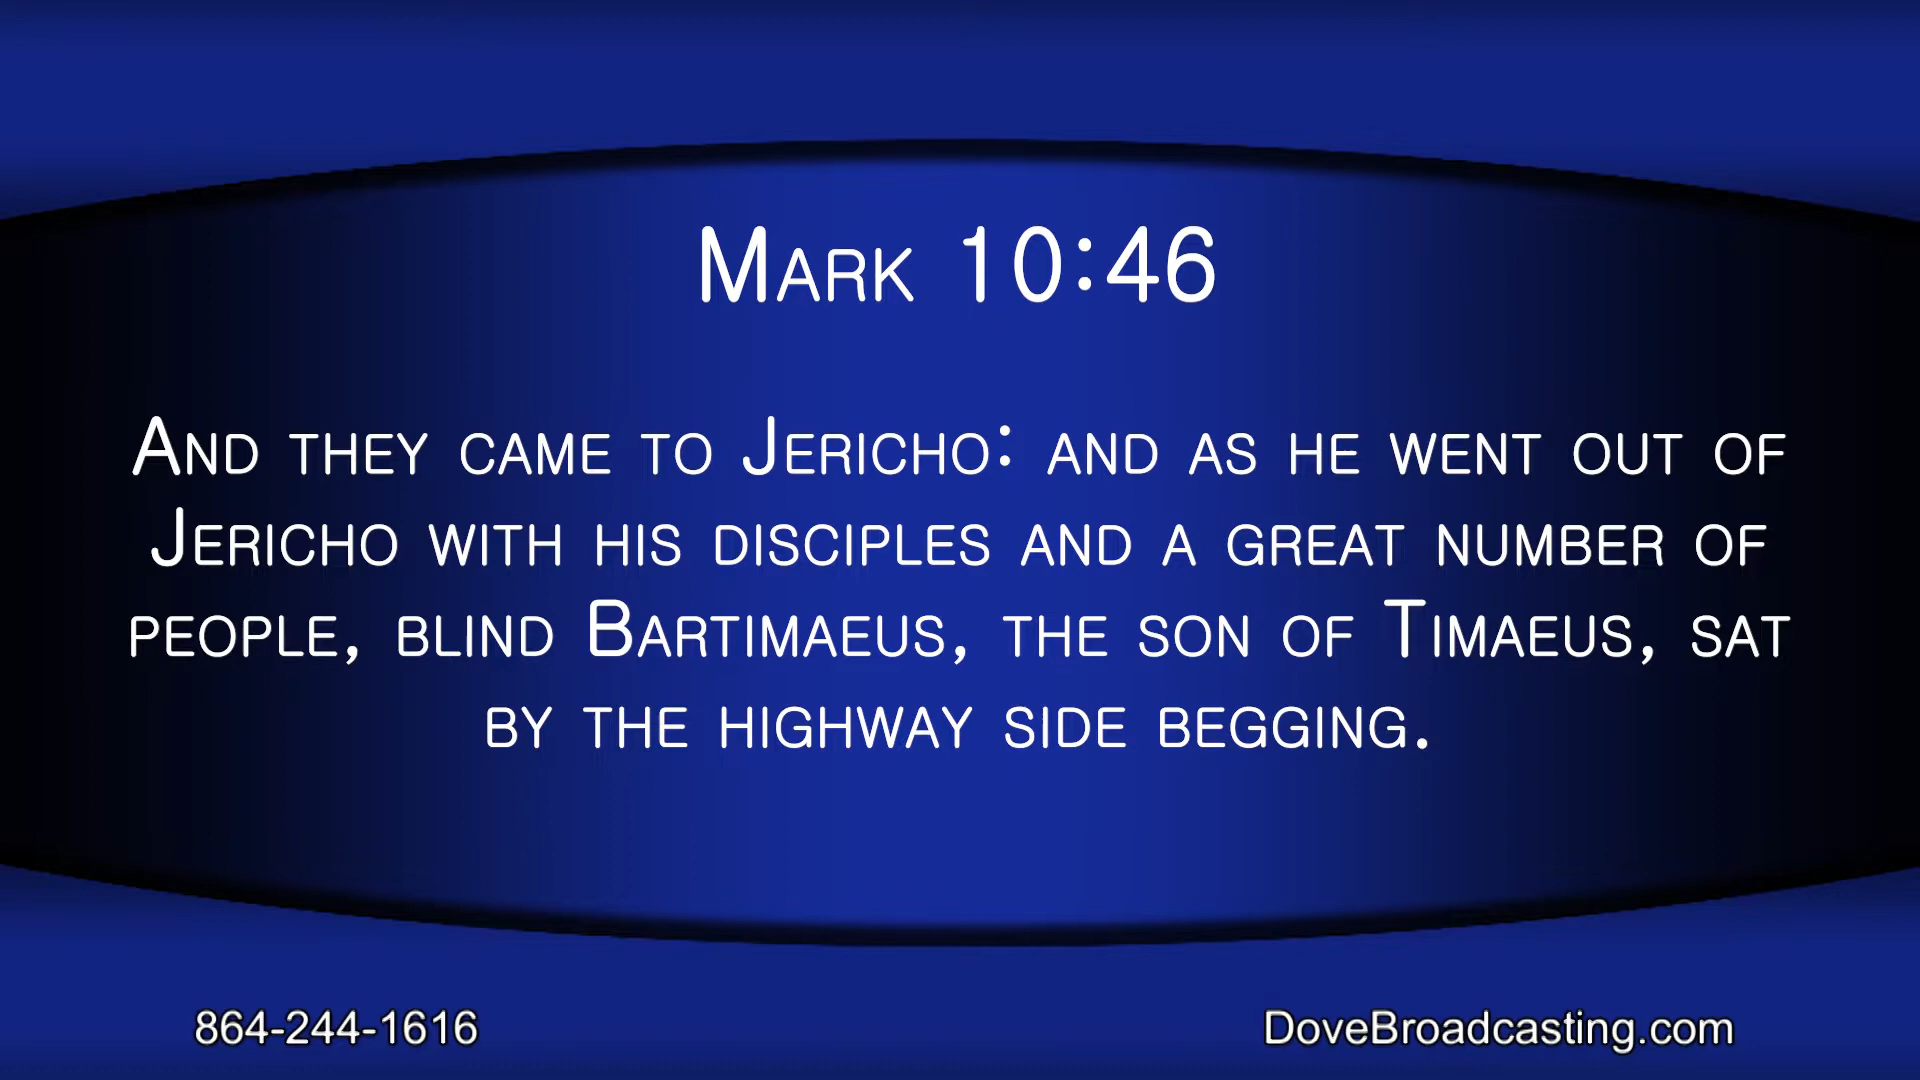 Mark 10:46
And they came to Jericho: and as he went out of
Jericho with his disciples and a great number of
people, blind Bartimaeus, the son of Timaeus, sat
by the highway side begging.
864-244-1616
DoveBroadcasting.com